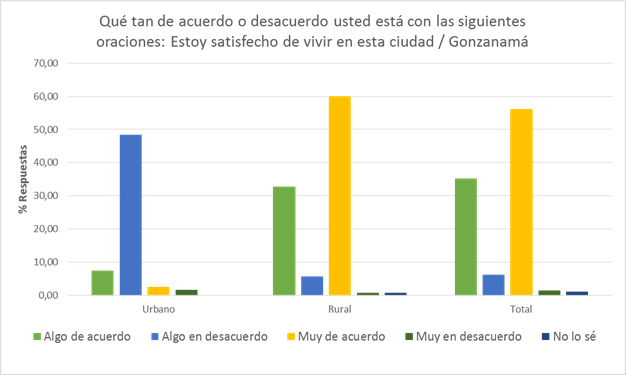 Qué tan de acuerdo o desacuerdo usted está con las siguientes
oraciones: Estoy satisfecho de vivir en esta ciudad / Gonzanamá
70,00
60,00
50,00
40,00
30,00
20,00
10,00
0,00
% Respuestas
Urbano Rural Total
Algo de acuerdo Algo en desacuerdo Muy de acuerdo Muy en desacuerdo No lo sé